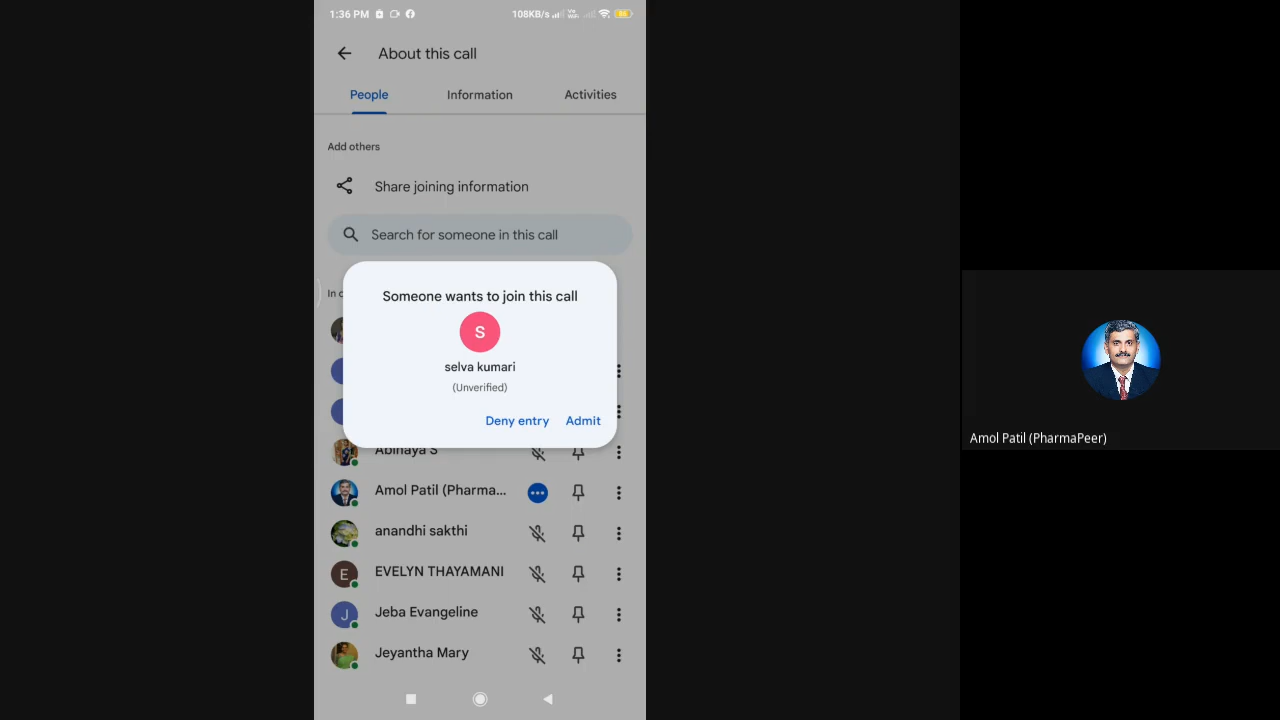 1:36 PM
108KB/s
86
About this call
People
Information
Activities
Add others
Share joining information
Search for someone in this call
In c
Someone wants to join this call
S
selva kumari
(Unverified)
Deny entry
Admit
Abinaya S
Amol Patil (Pharma...
anandhi sakthi
E
EVELYN THAYAMANI
J
Jeba Evangeline
Jeyantha Mary
Amol Patil (PharmaPeer)